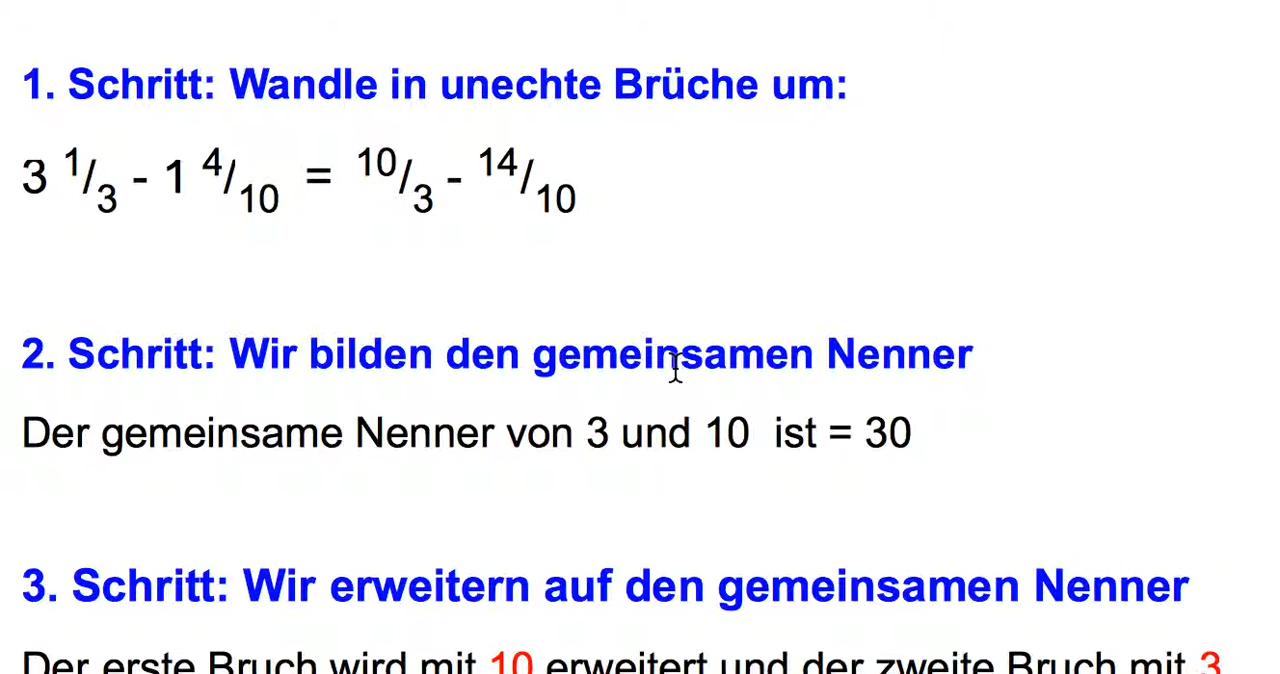 1. Schritt: Wandle in unechte Brüche um:
3 1/3 - 1 4/10 = 10/3 - 14/10
2. Schritt: Wir bilden den gemeinsamen Nenner
Der gemeinsame Nenner von 3 und 10 ist = 30
3. Schritt: Wir erweitern auf den gemeinsamen Nenner
Der erste Bruch wird mit 10 erweitert und der zweite Bruch mit 3